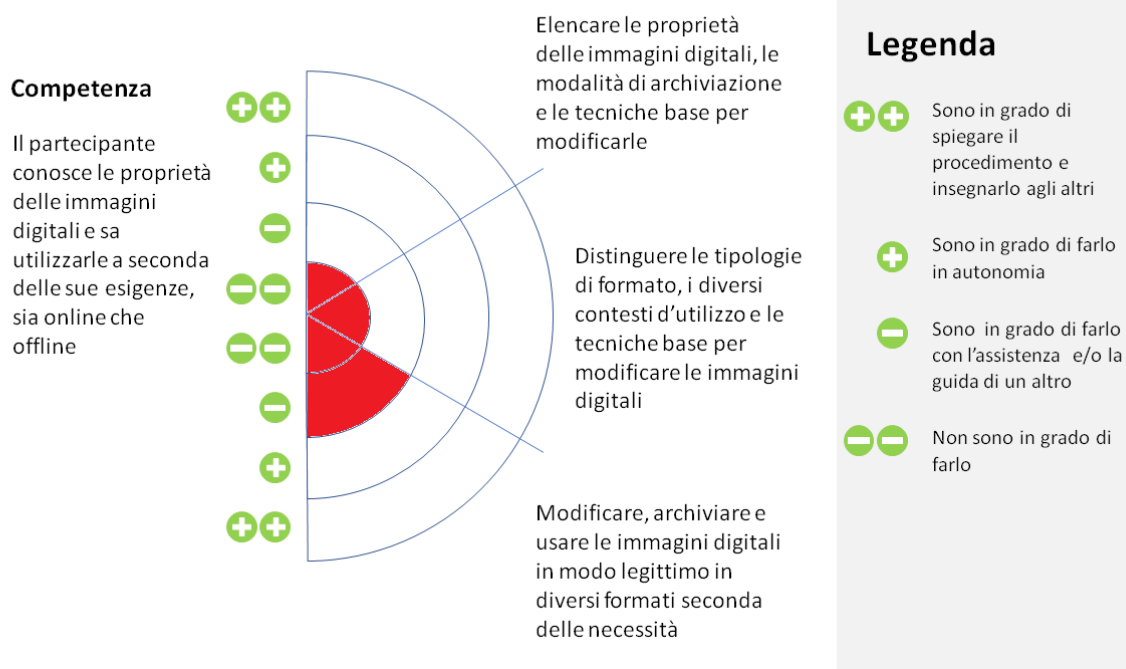 Competenza
Il partecipante
conosce le proprietà
delle immagini
digitali e sa
utilizzarle a seconda
delle sue esigenze,
sia online che
offline
Elencare le proprietà
delle immagini digitali, le
modalità di archiviazione
e le tecniche base per
modificarle
Distinguere le tipologie
di formato, i diversi
contesti d’utilizzo e le
tecniche base per
modificare le immagini
digitali
Modificare, archiviare e
usare le immagini digitali
in modo legittimo in
diversi formati seconda
delle necessità
Legenda
Sono in grado di
spiegare il
procedimento e
insegnarlo agli altri
Sono in grado di farlo
in autonomia
Sono in grado di farlo
con l’assistenza e/o la
guida di un altro
Non sono in grado di
farlo